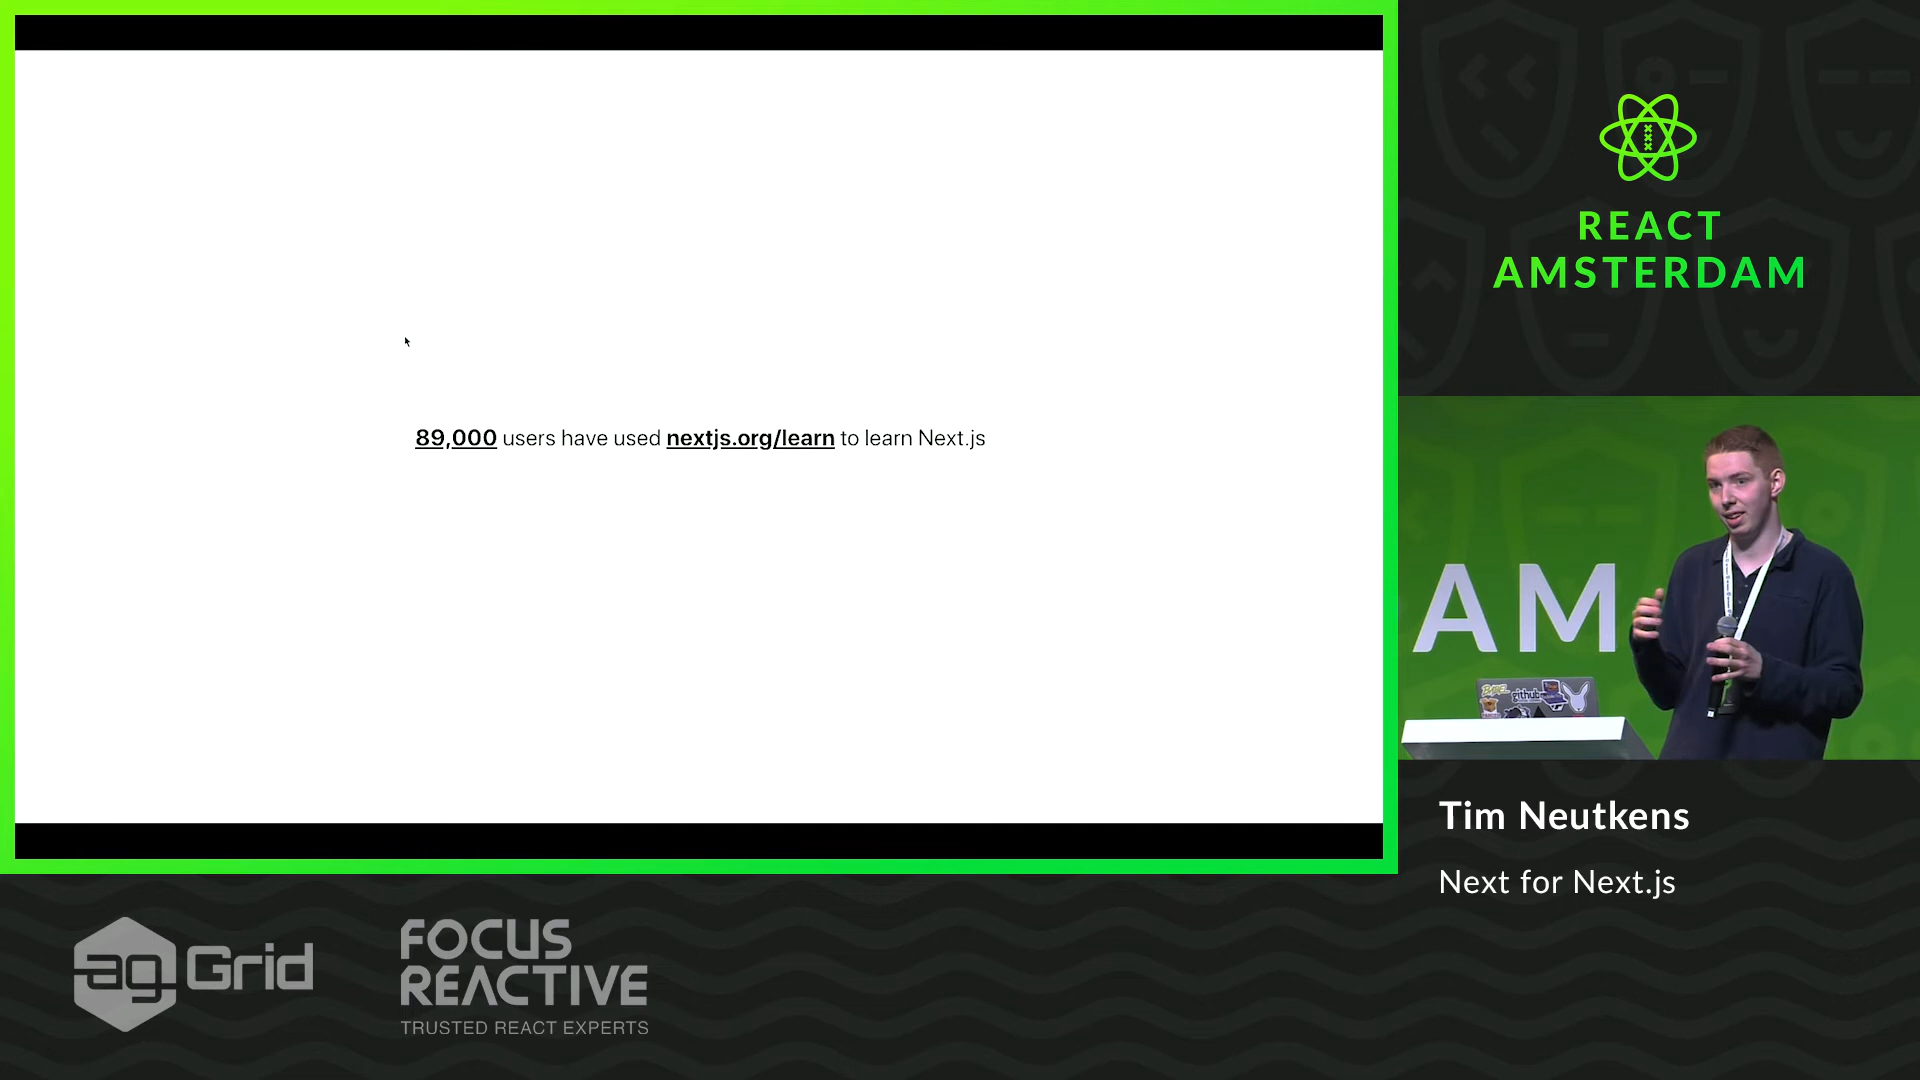 89,000 users have used nextjs.org/learn to learn Next.js
REACT
AMSTERDAM
AM
github
Tim Neutkens
Next for Next.js
ag Grid
FOCUS
REACTIVE
TRUSTED REACT EXPERTS